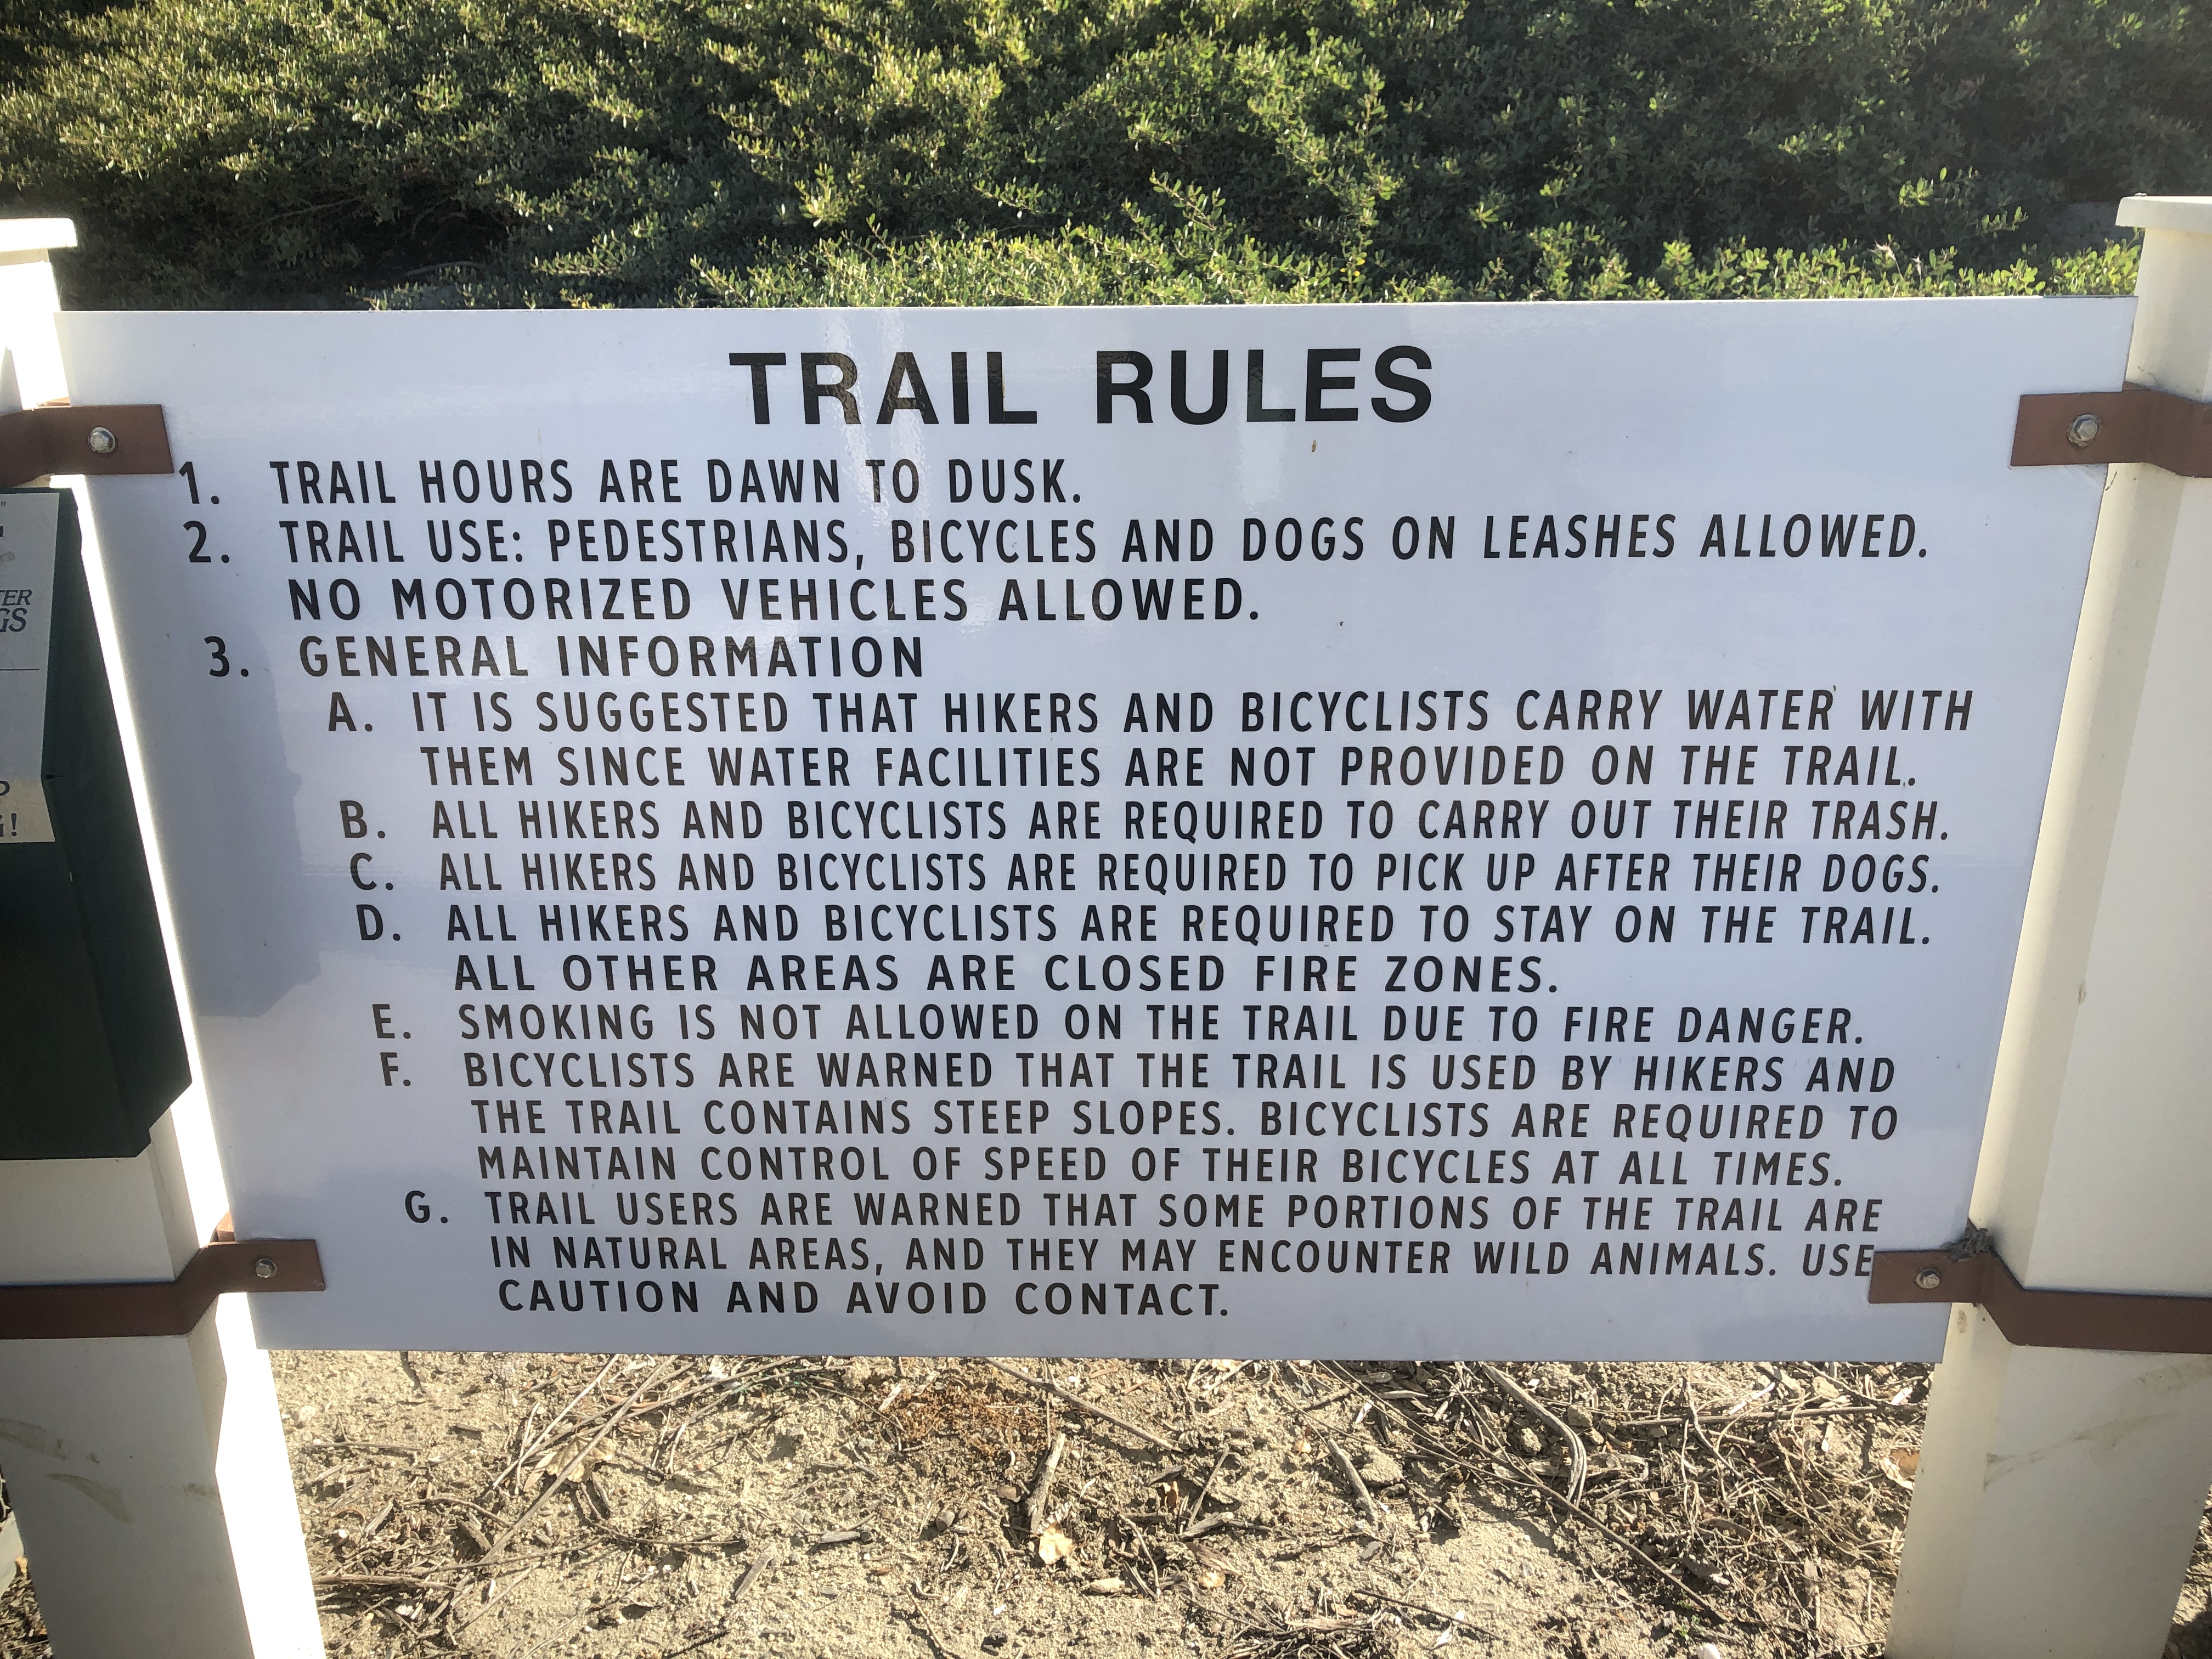 TRAIL RULES
1. TRAIL HOURS ARE DAWN TO DUSK.
2. TRAIL USE: PEDESTRIANS, BICYCLES AND DOGS ON LEASHES ALLOWED.
NO MOTORIZED VEHICLES ALLOWED.
3. GENERAL INFORMATION
A. IT IS SUGGESTED THAT HIKERS AND BICYCLISTS CARRY WATER WITH
THEM SINCE WATER FACILITIES ARE NOT PROVIDED ON THE TRAIL.
B. ALL HIKERS AND BICYCLISTS ARE REQUIRED TO CARRY OUT THEIR TRASH.
C. ALL HIKERS AND BICYCLISTS ARE REQUIRED TO PICK UP AFTER THEIR DOGS.
D. ALL HIKERS AND BICYCLISTS ARE REQUIRED TO STAY ON THE TRAIL.
ALL OTHER AREAS ARE CLOSED FIRE ZONES.
E. SMOKING IS NOT ALLOWED ON THE TRAIL DUE TO FIRE DANGER.
F. BICYCLISTS ARE WARNED THAT THE TRAIL IS USED BY HIKERS AND
THE TRAIL CONTAINS STEEP SLOPES. BICYCLISTS ARE REQUIRED TO
MAINTAIN CONTROL OF SPEED OF THEIR BICYCLES AT ALL TIMES.
G. TRAIL USERS ARE WARNED THAT SOME PORTIONS OF THE TRAIL ARE
IN NATURAL AREAS, AND THEY MAY ENCOUNTER WILD ANIMALS. USE
CAUTION AND AVOID CONTACT.